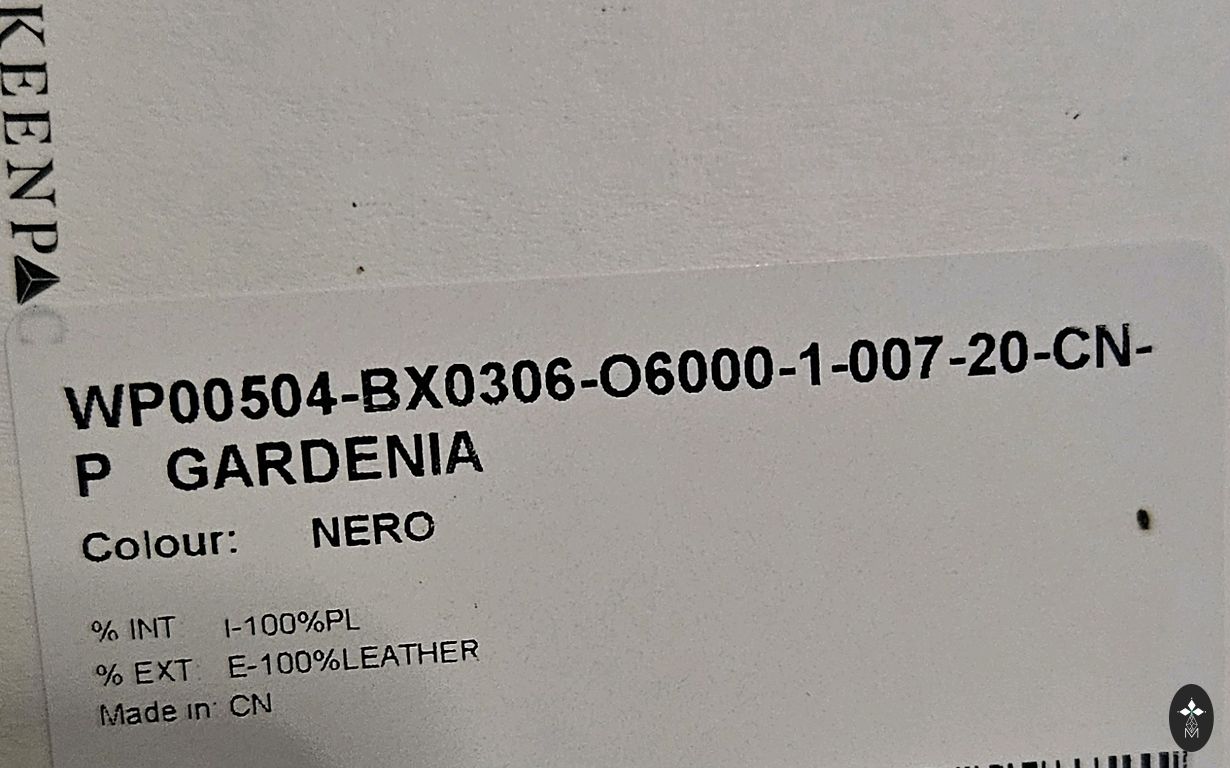 KEENPAC
WP00504-BX0306-O6000-1-007-20-CN-
P GARDENIA
Colour: NERO
% INT I-100%PL
% EXT: E-100%LEATHER
Made in: CN
M